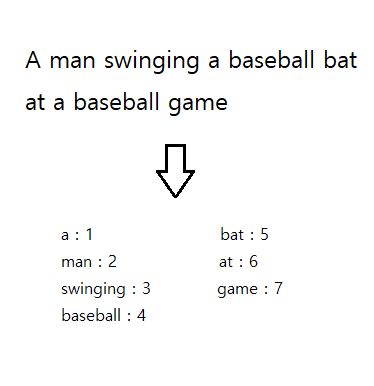 A man swinging a baseball bat
at a baseball game
a : 1
man : 2
swinging : 3
baseball : 4
bat : 5
at : 6
game : 7